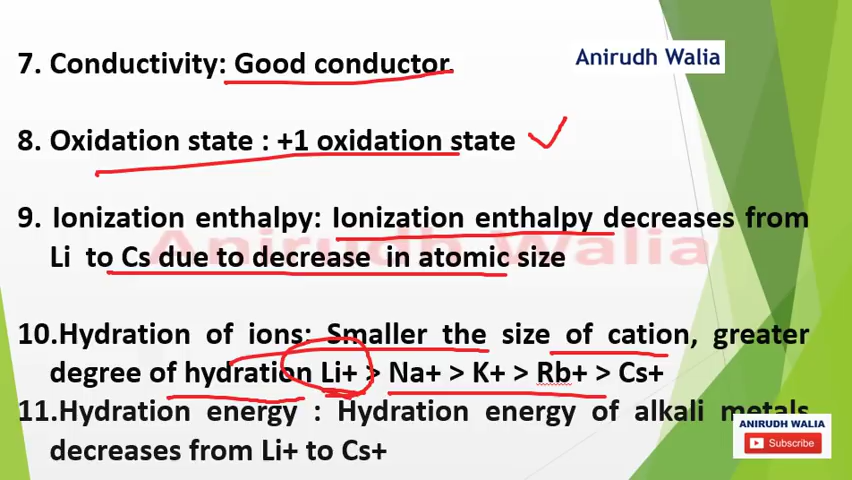 7. Conductivity: Good conductor.
Anirudh Walia
8. Oxidation state : +1 oxidation state
9. Ionization enthalpy: Ionization enthalpy decreases from
Li to Cs due to decrease in atomic size
Anirudh Walia
10.Hydration of ions: Smaller the size of cation, greater
degree of hydration Li+ > Na+ > K+ > Rb+ > Cs+
11.Hydration energy : Hydration energy of alkali metals
decreases from Li+ to Cs+
ANIRUDH WALIA
Subscribe